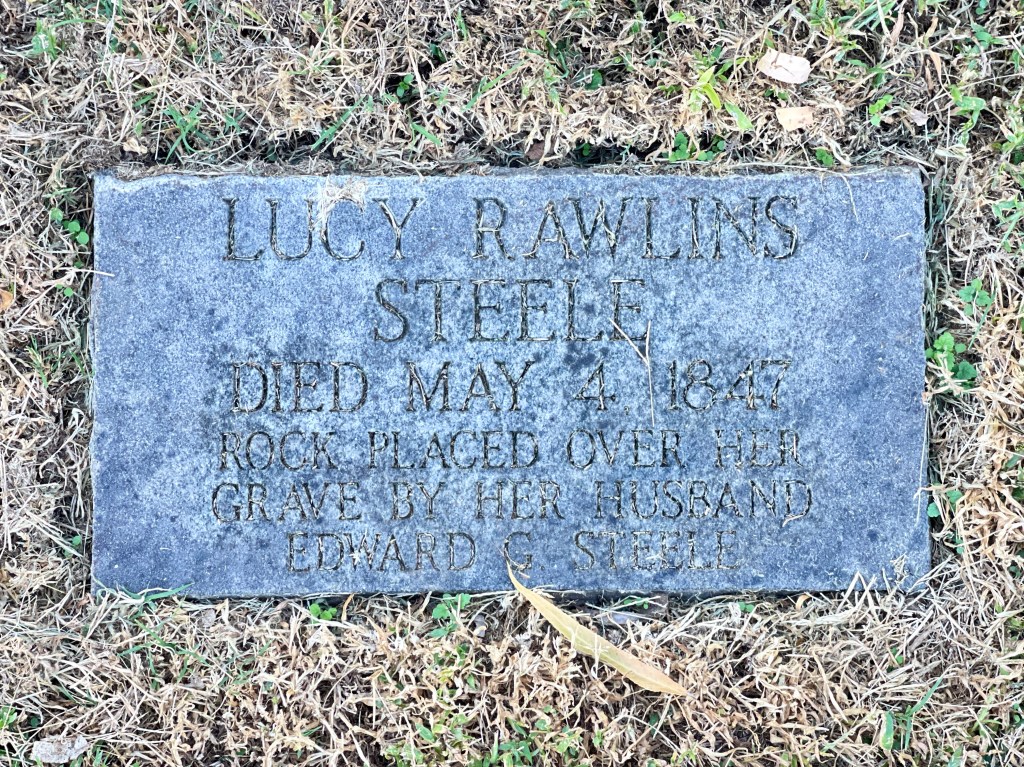 LUCY RAWLINS
STEELE
DIED MAY 4, 1847
ROCK PLACED OVER HER
GRAVE BY HER HUSBAND
EDWARD G STEELE